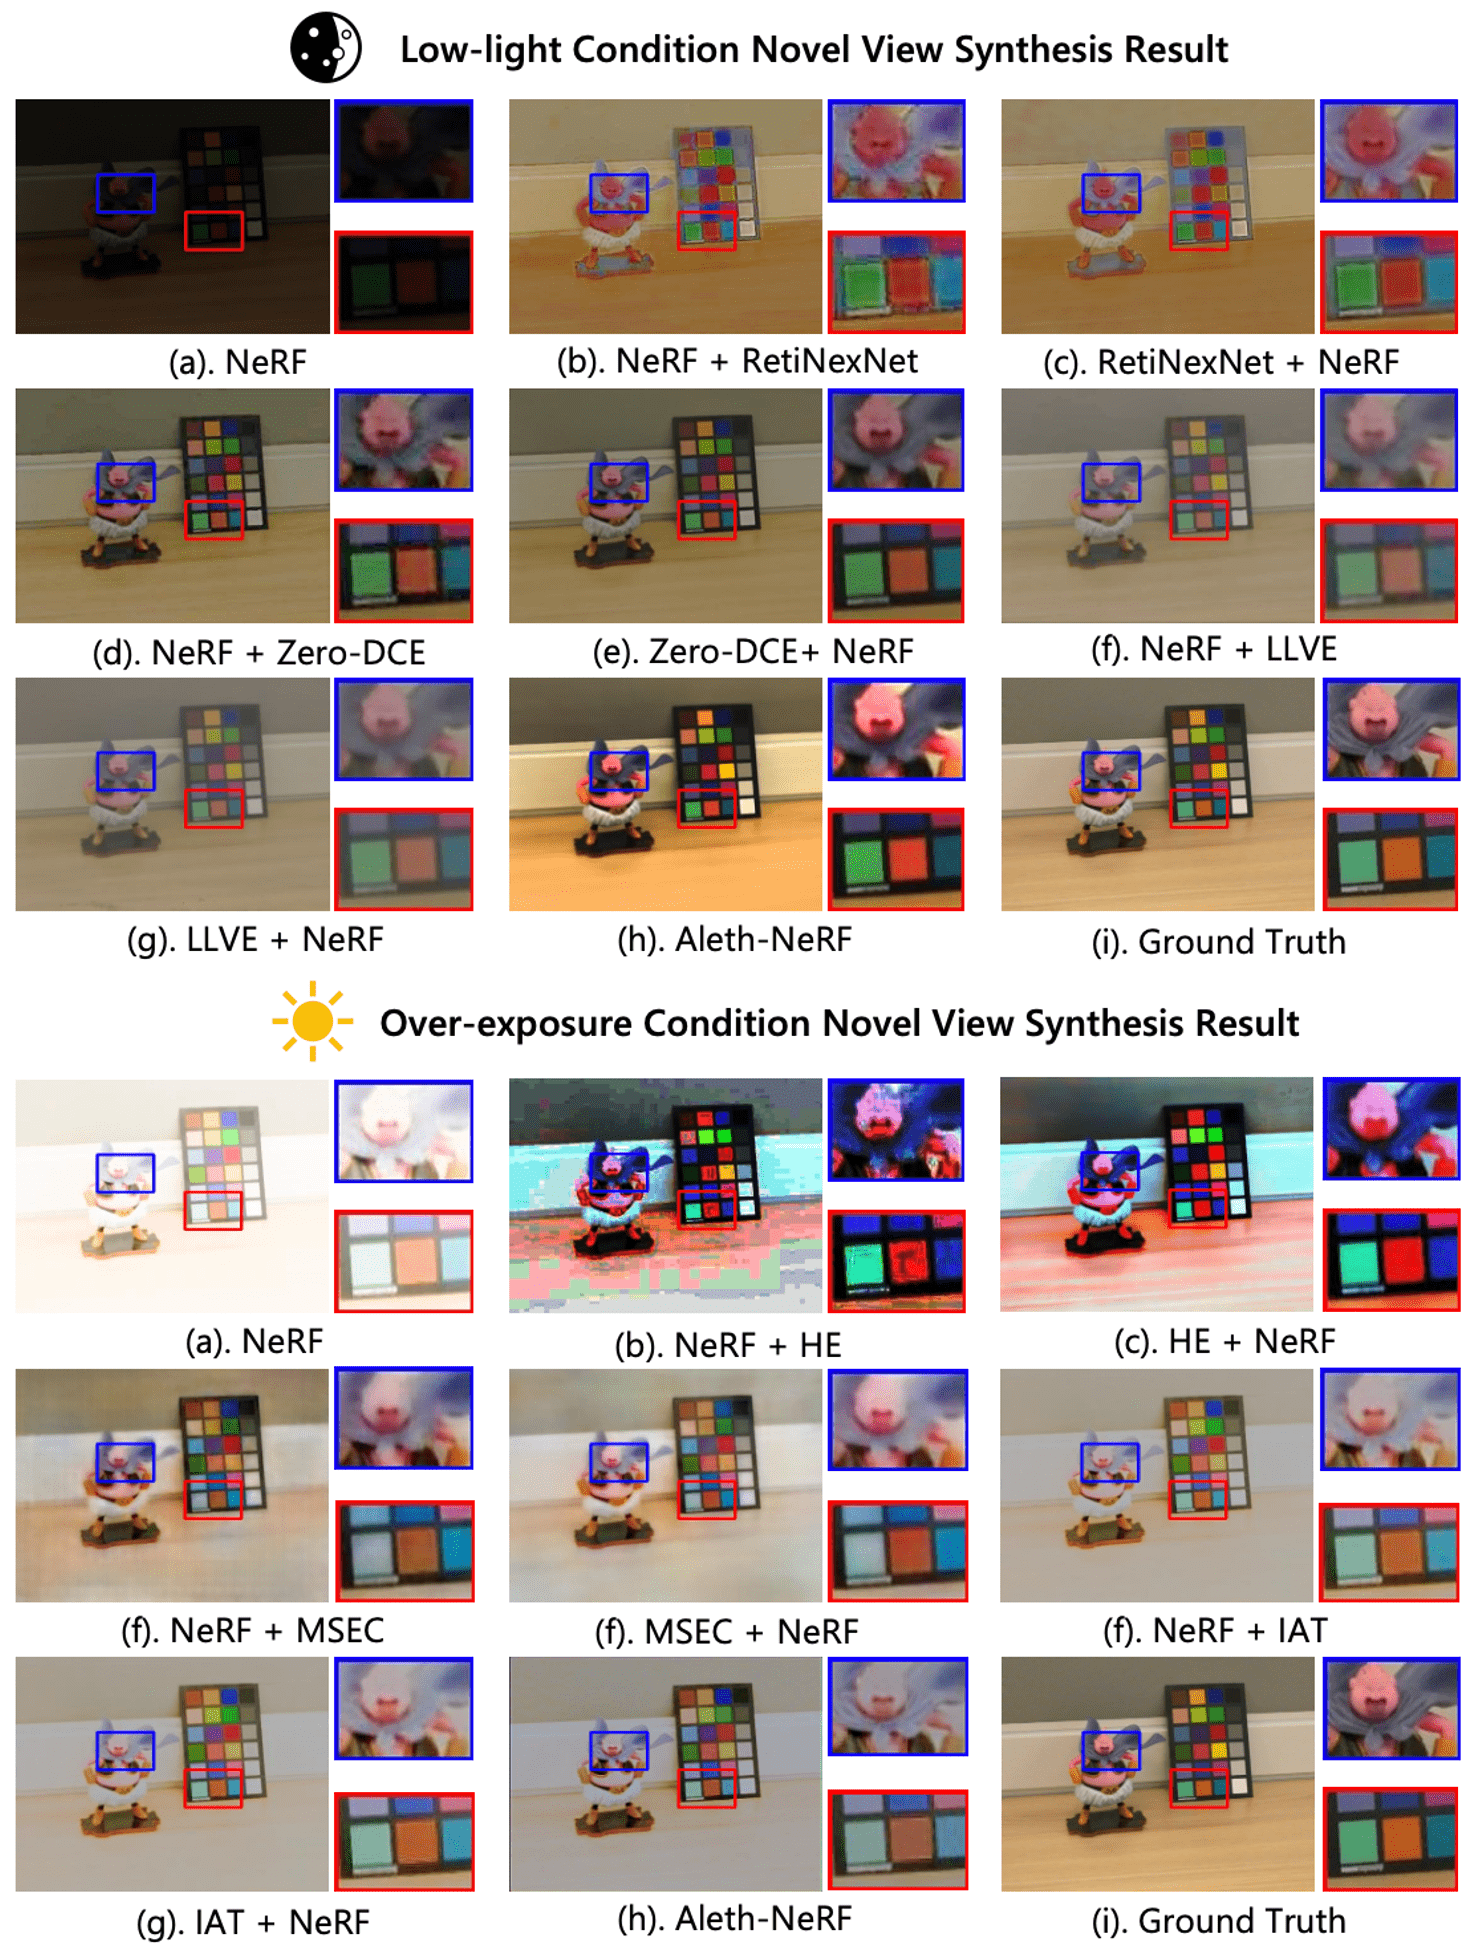 Low-light Condition Novel View Synthesis Result
(a). NeRF
(b). NeRF + RetiNexNet
(c). RetiNexNet + NeRF
(d). NeRF + Zero-DCE
(e). Zero-DCE+ NeRF
(f). NeRF + LLVE
(g). LLVE + NeRF
(h). Aleth-NeRF
(i). Ground Truth
Over-exposure Condition Novel View Synthesis Result
(a). NeRF
(b). NeRF + HE
(c). HE + NeRF
(f). NeRF + MSEC
(f). MSEC + NeRF
(f). NeRF + IAT
(g). IAT + NeRF
(h). Aleth-NeRF
(i). Ground Truth